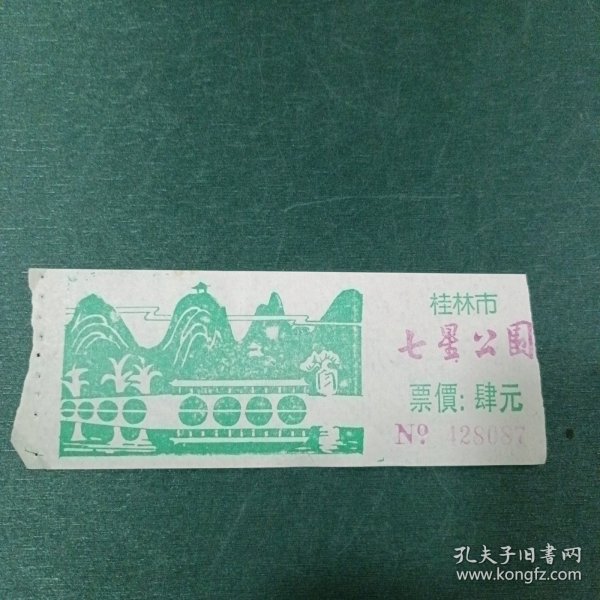 桂林市
七星公園
票價:肆元
Nº 428087
孔夫子旧书网
www.kongfz.com